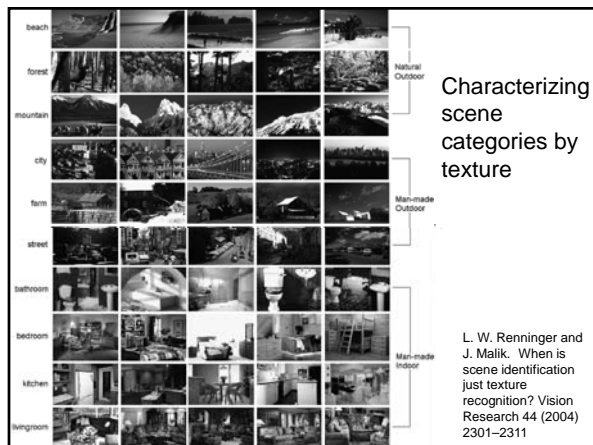 beach
forest
mountain
city
farm
street
bathroom
bedroom
kitchen
livingroom
Natural
Outdoor
Man-made
Outdoor
Man-made
Indoor
Characterizing
scene
categories by
texture
L. W. Renninger and
J. Malik. When is
scene identification
just texture
recognition? Vision
Research 44 (2004)
2301–2311